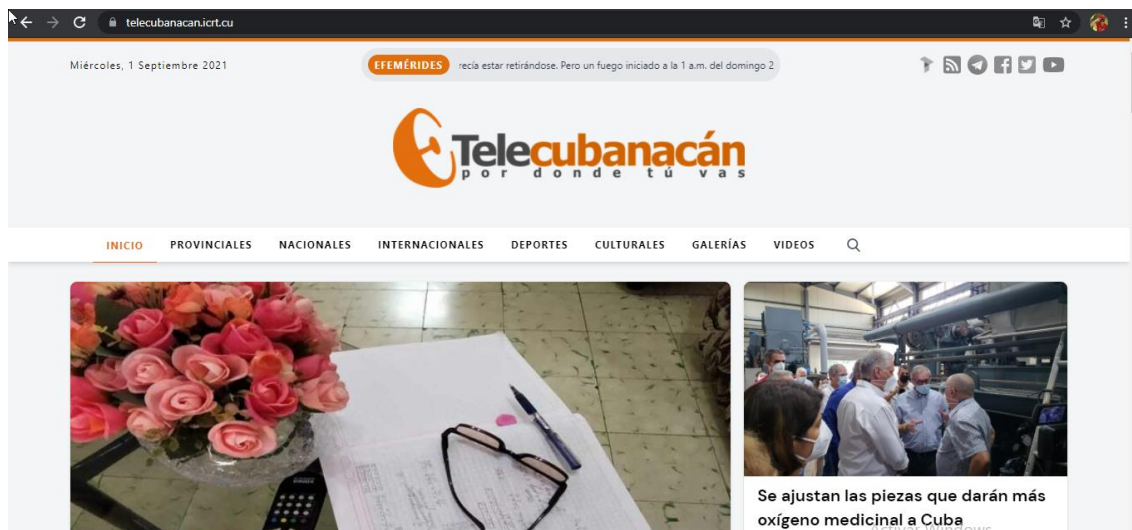 telecubanacan.icrt.cu
Miércoles, 1 Septiembre 2021
EFEMÉRIDES recía estar retirándose. Pero un fuego iniciado a la 1 a.m. del domingo 2
Telecubanacán
por donde tú vas
INICIO PROVINCIALES NACIONALES INTERNACIONALES DEPORTES CULTURALES GALERÍAS VIDEOS
Se ajustan las piezas que darán más
oxígeno medicinal a Cuba
Activar Windows